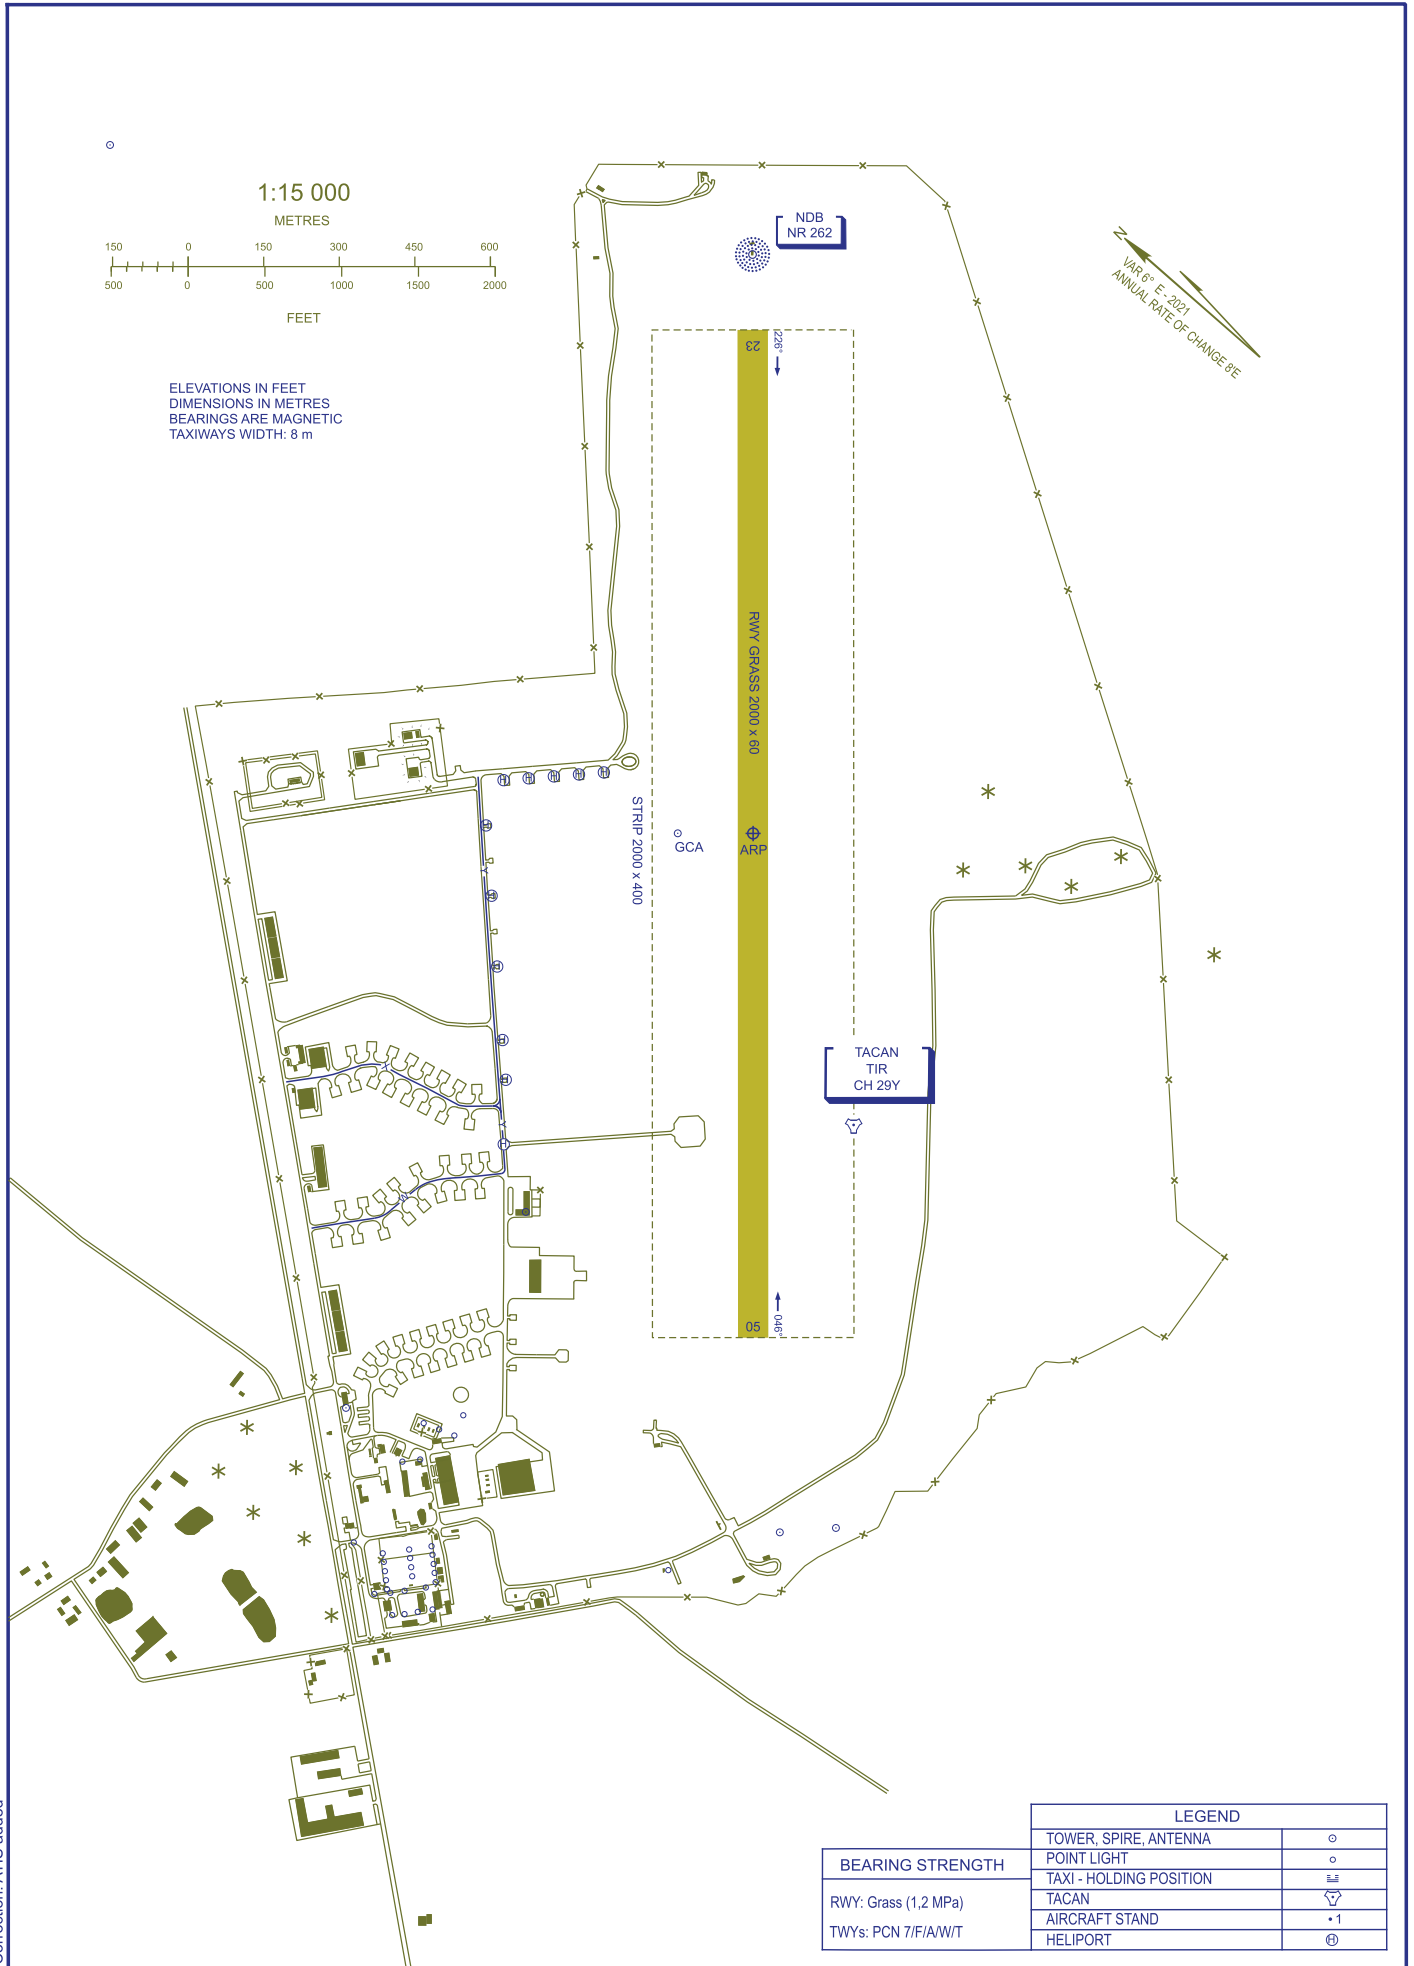 NDB
NR 262
1:15 000
METRES
150 0 150 300 450 600
500 0 500 1000 1500 2000
FEET
N
VAR 6° E - 2021
ANNUAL RATE OF CHANGE 8'E
23
226°
ELEVATIONS IN FEET
DIMENSIONS IN METRES
BEARINGS ARE MAGNETIC
TAXIWAYS WIDTH: 8 m
RWY GRASS 2000 x 60
STRIP 2000 x 400
H H H H H
H
GCA
ARP
Y
H
H
H
TACAN
TIR
CH 29Y
X
H
Y
H
W
05
046°
LEGEND
TOWER, SPIRE, ANTENNA
POINT LIGHT
TAXI - HOLDING POSITION
TACAN
AIRCRAFT STAND • 1
HELIPORT H
BEARING STRENGTH
RWY: Grass (1,2 MPa)
TWYs: PCN 7/F/A/W/T